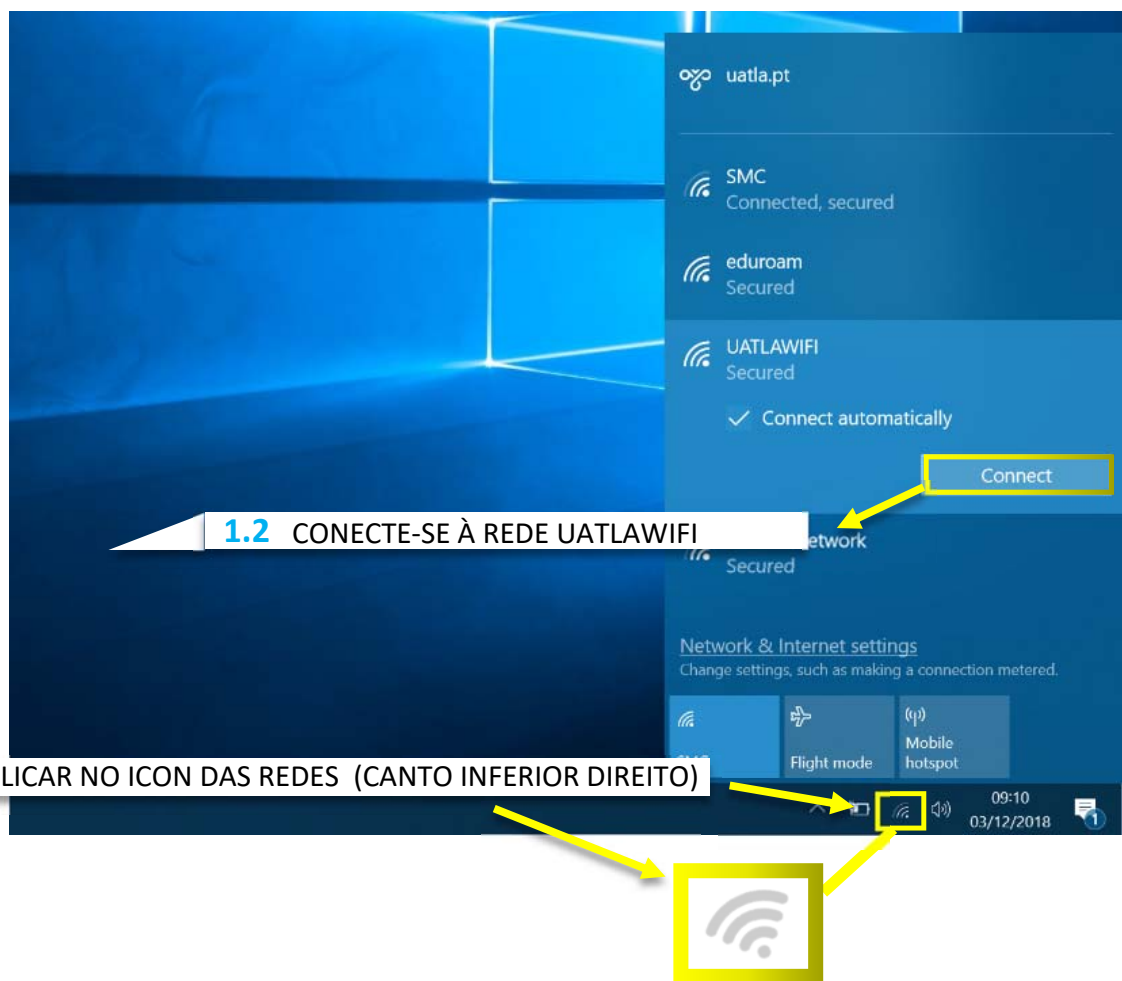 uatla.pt
SMC
Connected, secured
eduroam
Secured
UATLAWIFI
Secured
Connect automatically
Connect
1.2 CONECTE-SE À REDE UATLAWIFI
etwork
Secured
Network & Internet settings
Change settings, such as making a connection metered.
Flight mode
Mobile
hotspot
LICAR NO ICON DAS REDES (CANTO INFERIOR DIREITO)
09:10
03/12/2018
1